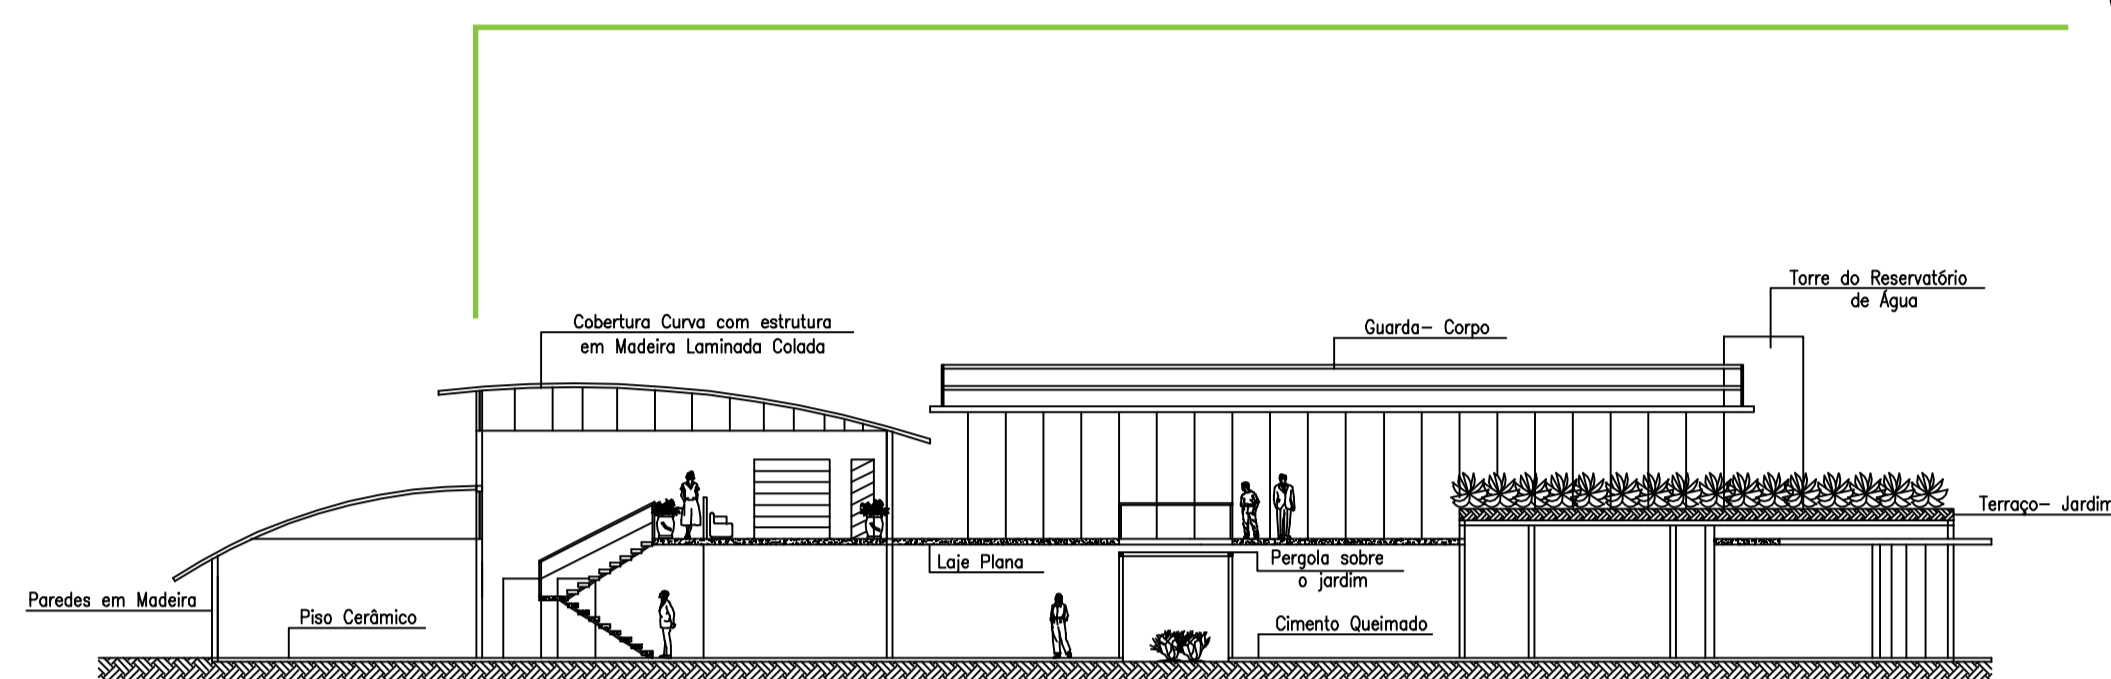 Torre do Reservatório
de Água
Cobertura Curva com estrutura
em Madeira Laminada Colada
Guarda- Corpo
Terraço- Jardim
Laje Plana
Pergola sobre
o jardim
Paredes em Madeira
Piso Cerâmico
Cimento Queimado